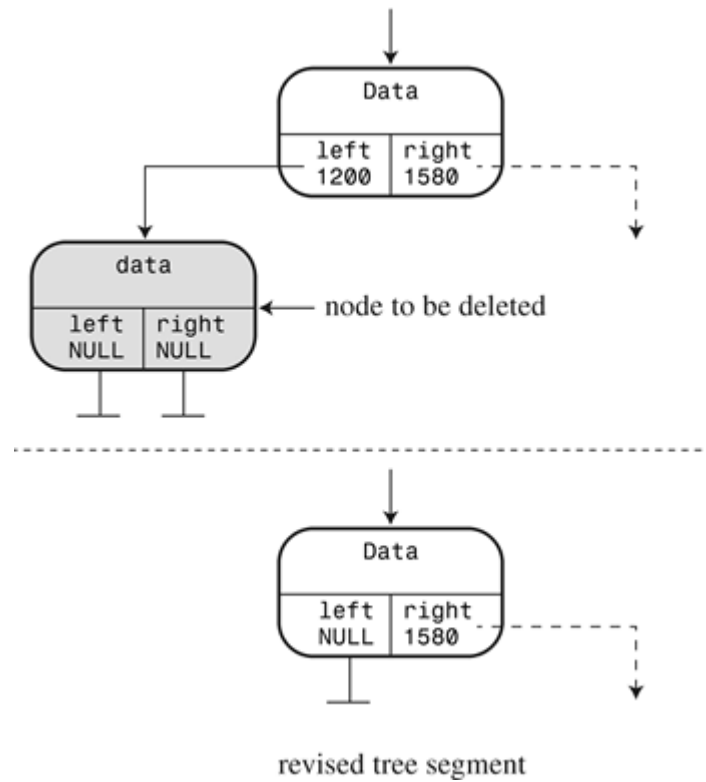 Data
left right
1200 1580
data
node to be deleted
left right
NULL NULL
Data
left right
NULL 1580
revised tree segment